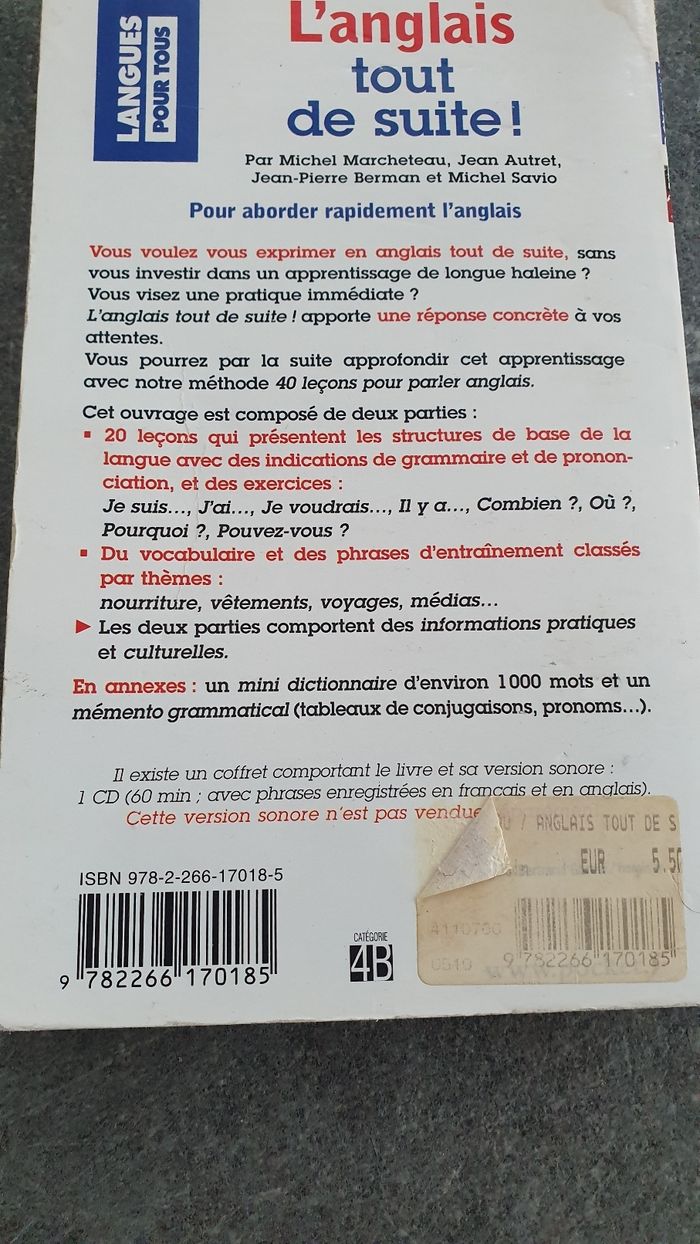 LANGUES
POUR TOUS
L'anglais
tout
de suite !
Par Michel Marcheteau, Jean Autret,
Jean-Pierre Berman et Michel Savio
Pour aborder rapidement l'anglais
Vous voulez vous exprimer en anglais tout de suite, sans
vous investir dans un apprentissage de longue haleine ?
Vous visez une pratique immédiate ?
L'anglais tout de suite ! apporte une réponse concrète à vos
attentes.
Vous pourrez par la suite approfondir cet apprentissage
avec notre méthode 40 leçons pour parler anglais.
Cet ouvrage est composé de deux parties :
▪ 20 leçons qui présentent les structures de base de la
langue avec des indications de grammaire et de pronon-
ciation, et des exercices :
Je suis..., J'ai..., Je voudrais..., Il y a..., Combien ?, Où ?,
Pourquoi ?, Pouvez-vous ?
▪ Du vocabulaire et des phrases d'entraînement classés
par thèmes :
nourriture, vêtements, voyages, médias...
► Les deux parties comportent des informations pratiques
et culturelles.
En annexes : un mini dictionnaire d'environ 1000 mots et un
mémento grammatical (tableaux de conjugaisons, pronoms...).
Il existe un coffret comportant le livre et sa version sonore :
1 CD (60 min ; avec phrases enregistrées en français et en anglais).
Cette version sonore n'est pas vendue
/ ANGLAIS TOUT DE S
EUR 5.50
4110700
0510
9 782266 170185
ISBN 978-2-266-17018-5
9 782266 170185
CATÉGORIE
4B